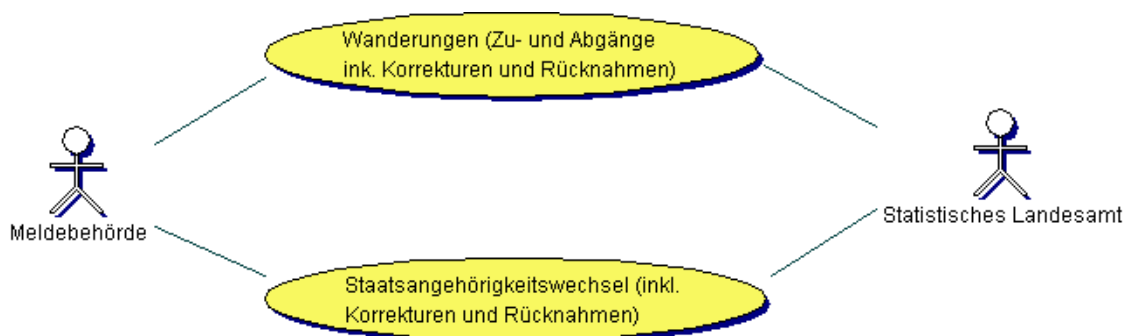 Wanderungen (Zu- und Abgänge
ink. Korrekturen und Rücknahmen)
Meldebehörde
Statistisches Landesamt
Staatsangehörigkeitswechsel (inkl.
Korrekturen und Rücknahmen)